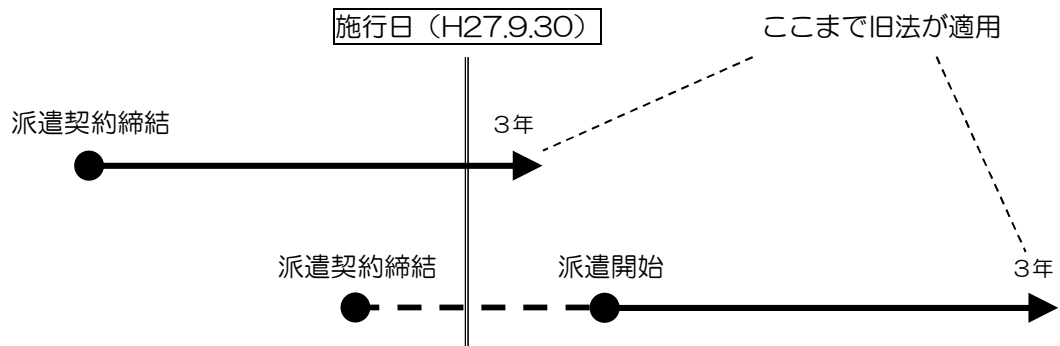 施行日（H27.9.30）
ここまで旧法が適用
派遣契約締結
３年
派遣契約締結
派遣開始
３年